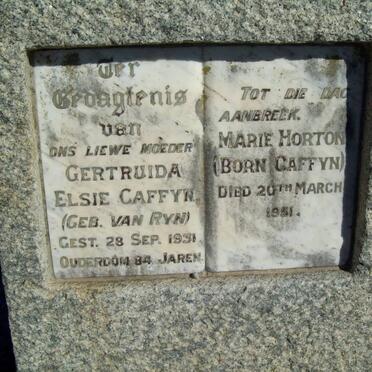 Ter
Gedagtenis
van
ONS LIEWE MOEDER
GERTRUIDA
ELSIE CAFFYN
(GEB. VAN RYN)
GEST. 28 SEP. 1931
OUDERDOM 84 JAREN
TOT DIE DAG
AANBREEK.
MARIE HORTON
(BORN CAFFYN)
DIED 20TH MARCH
1951.